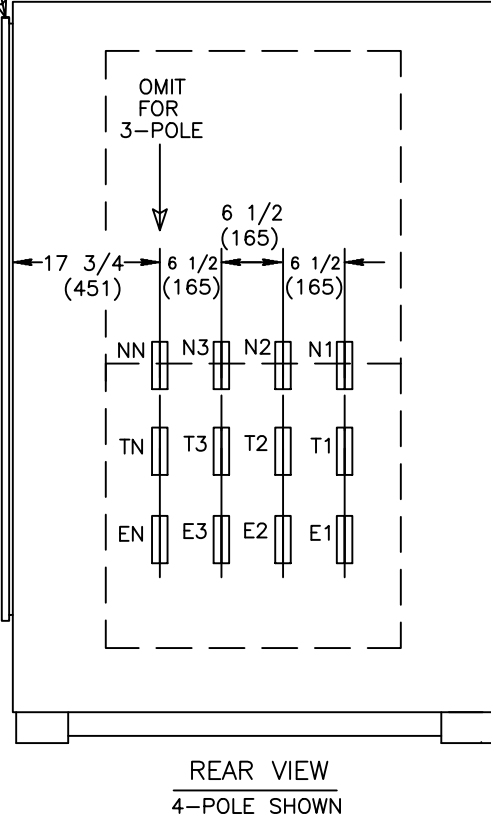 OMIT
FOR
3-POLE
6 1/2
(165)
17 3/4
(451)
6 1/2
(165)
6 1/2
(165)
NN N3 N2 N1
TN T3 T2 T1
EN E3 E2 E1
REAR VIEW
4-POLE SHOWN